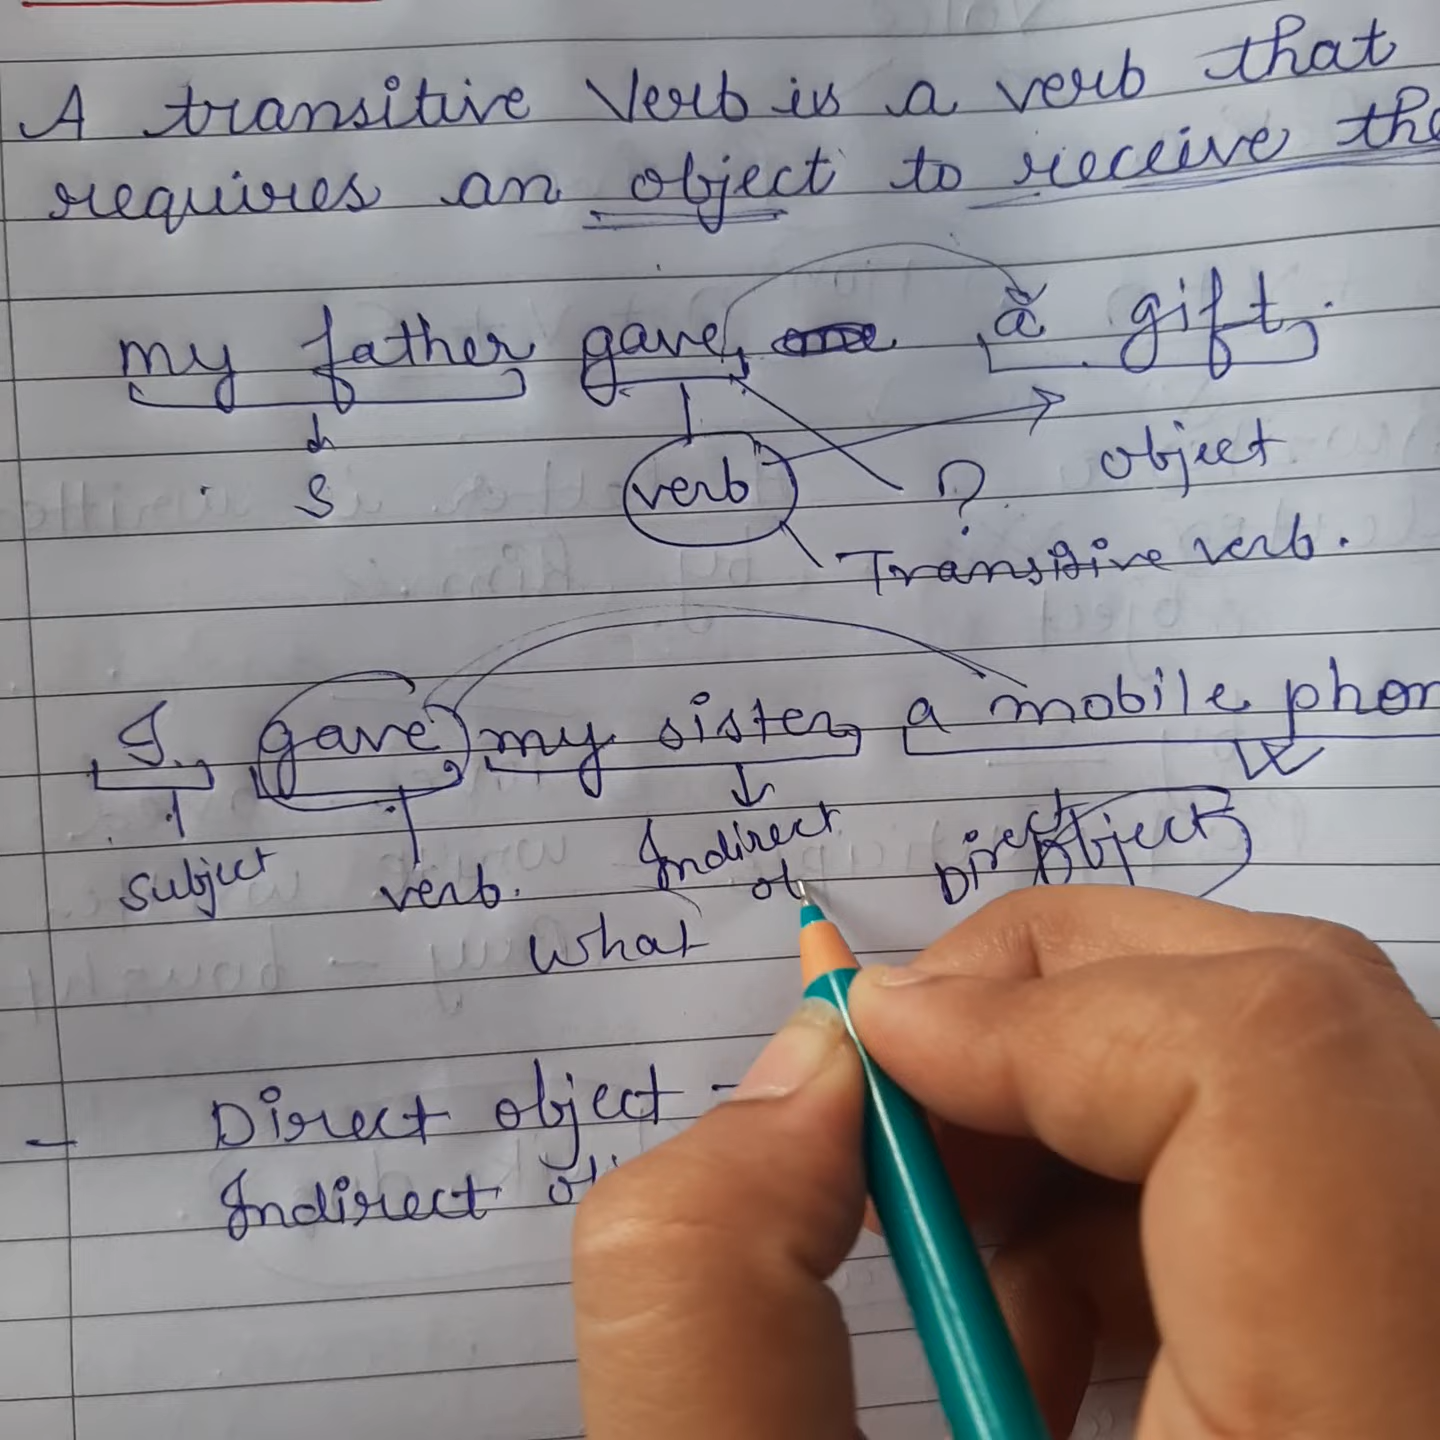 A transitive Verb is a verb that
requires an object to receive the
my father gave a gift.
S
verb
?
object
Transitive verb.
I gave my sister a mobile phon
subject
verb.
Indirect
ob
Direct object
what
- Direct object -
Indirect ob